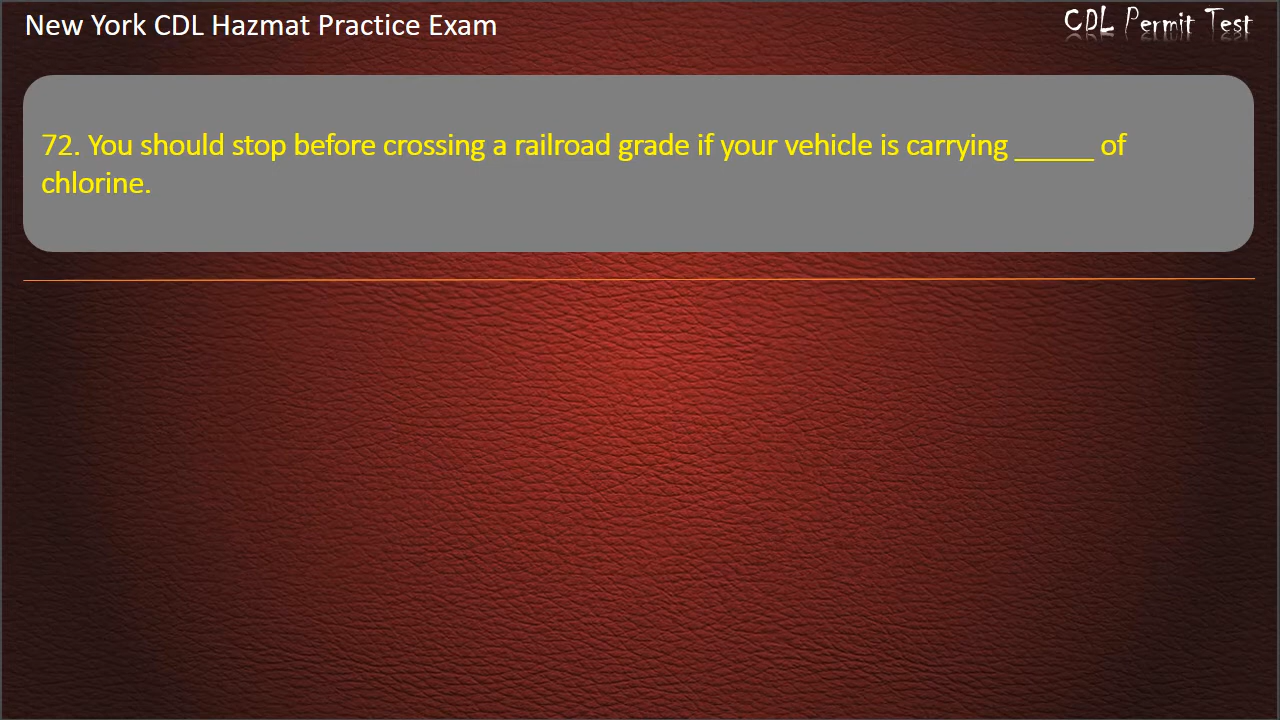 New York CDL Hazmat Practice Exam
CDL Permit Test
72. You should stop before crossing a railroad grade if your vehicle is carrying _____ of
chlorine.